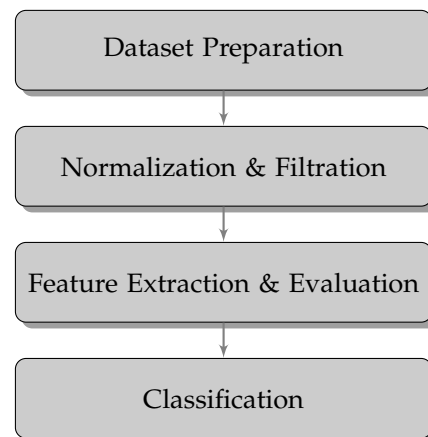 Dataset Preparation
Normalization & Filtration
Feature Extraction & Evaluation
Classification